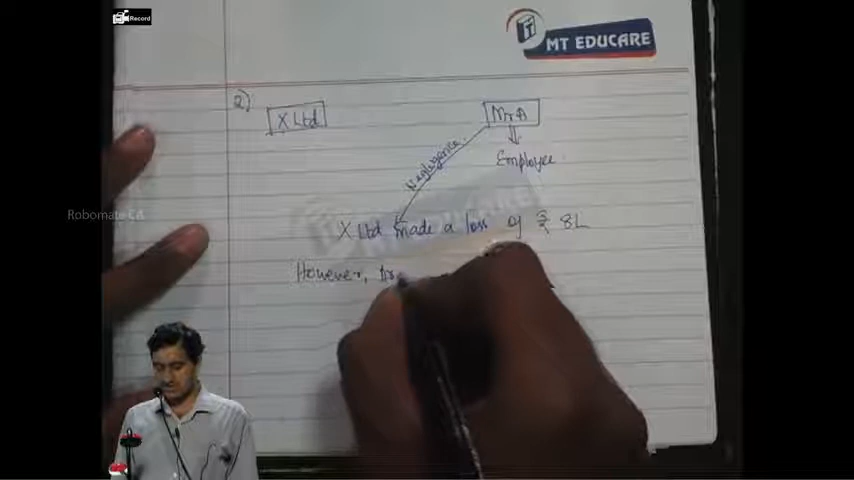 Record
MT EDUCARE
2)
X Ltd
Mr A
Negligence
Employee
Robomate CA
X Ltd made a loss of ₹ 8L
However,